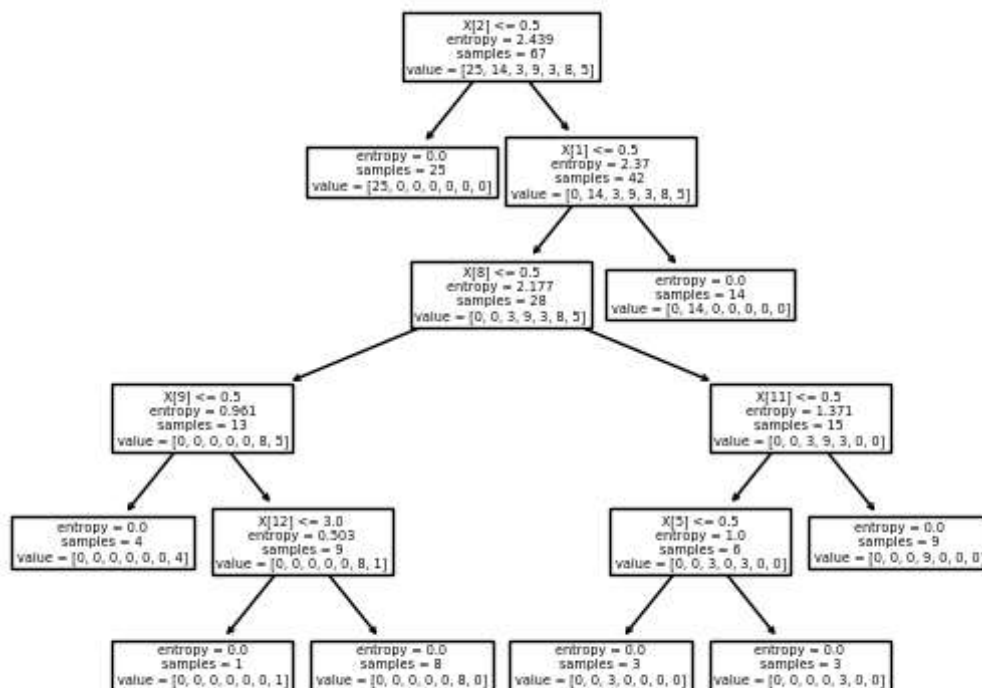 X[2] <= 0.5
entropy = 2.439
samples = 67
value = [25, 14, 3, 9, 3, 8, 5]
entropy = 0.0
samples = 25
value = [25, 0, 0, 0, 0, 0, 0]
X[1] <= 0.5
entropy = 2.37
samples = 42
value = [0, 14, 3, 9, 3, 8, 5]
X[8] <= 0.5
entropy = 2.177
samples = 28
value = [0, 0, 3, 9, 3, 8, 5]
entropy = 0.0
samples = 14
value = [0, 14, 0, 0, 0, 0, 0]
X[9] <= 0.5
entropy = 0.961
samples = 13
value = [0, 0, 0, 0, 0, 8, 5]
X[11] <= 0.5
entropy = 1.371
samples = 15
value = [0, 0, 3, 9, 3, 0, 0]
entropy = 0.0
samples = 4
value = [0, 0, 0, 0, 0, 0, 4]
X[12] <= 3.0
entropy = 0.503
samples = 9
value = [0, 0, 0, 0, 0, 8, 1]
X[5] <= 0.5
entropy = 1.0
samples = 6
value = [0, 0, 3, 0, 3, 0, 0]
entropy = 0.0
samples = 9
value = [0, 0, 0, 9, 0, 0, 0]
entropy = 0.0
samples = 1
value = [0, 0, 0, 0, 0, 0, 1]
entropy = 0.0
samples = 8
value = [0, 0, 0, 0, 0, 8, 0]
entropy = 0.0
samples = 3
value = [0, 0, 3, 0, 0, 0, 0]
entropy = 0.0
samples = 3
value = [0, 0, 0, 0, 3, 0, 0]